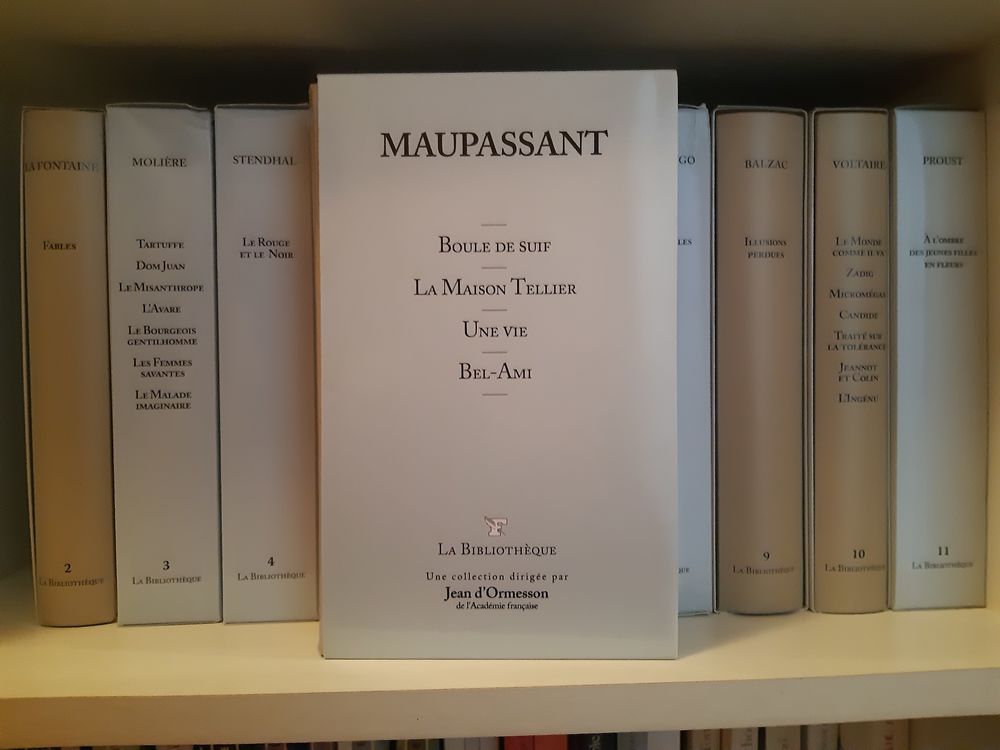 LA FONTAINE
FABLES
2
LA BIBLIOTHÈQUE
MOLIÈRE
TARTUFFE
DOM JUAN
LE MISANTHROPE
L'AVARE
LE BOURGEOIS
GENTILHOMME
LES FEMMES
SAVANTES
LE MALADE
IMAGINAIRE
3
LA BIBLIOTHÈQUE
STENDHAL
LE ROUGE
ET LE NOIR
4
LA BIBLIOTHÈQUE
MAUPASSANT
BOULE DE SUIF
LA MAISON TELLIER
UNE VIE
BEL-AMI
F
LA BIBLIOTHÈQUE
Une collection dirigée par
Jean d'Ormesson
de l'Académie française
GO
LES
QUE
BALZAC
ILLUSIONS
PERDUES
9
LA BIBLIOTHÈQUE
VOLTAIRE
LE MONDE
COMME IL VA
ZADIG
MICROMÉGAS
CANDIDE
TRAITÉ SUR
LA TOLÉRANCE
JEANNOT
ET COLIN
L'INGÉNU
10
LA BIBLIOTHÈQUE
PROUST
À L'OMBRE
DES JEUNES FILLES
EN FLEURS
11
LA BIBLIOTHÈQUE